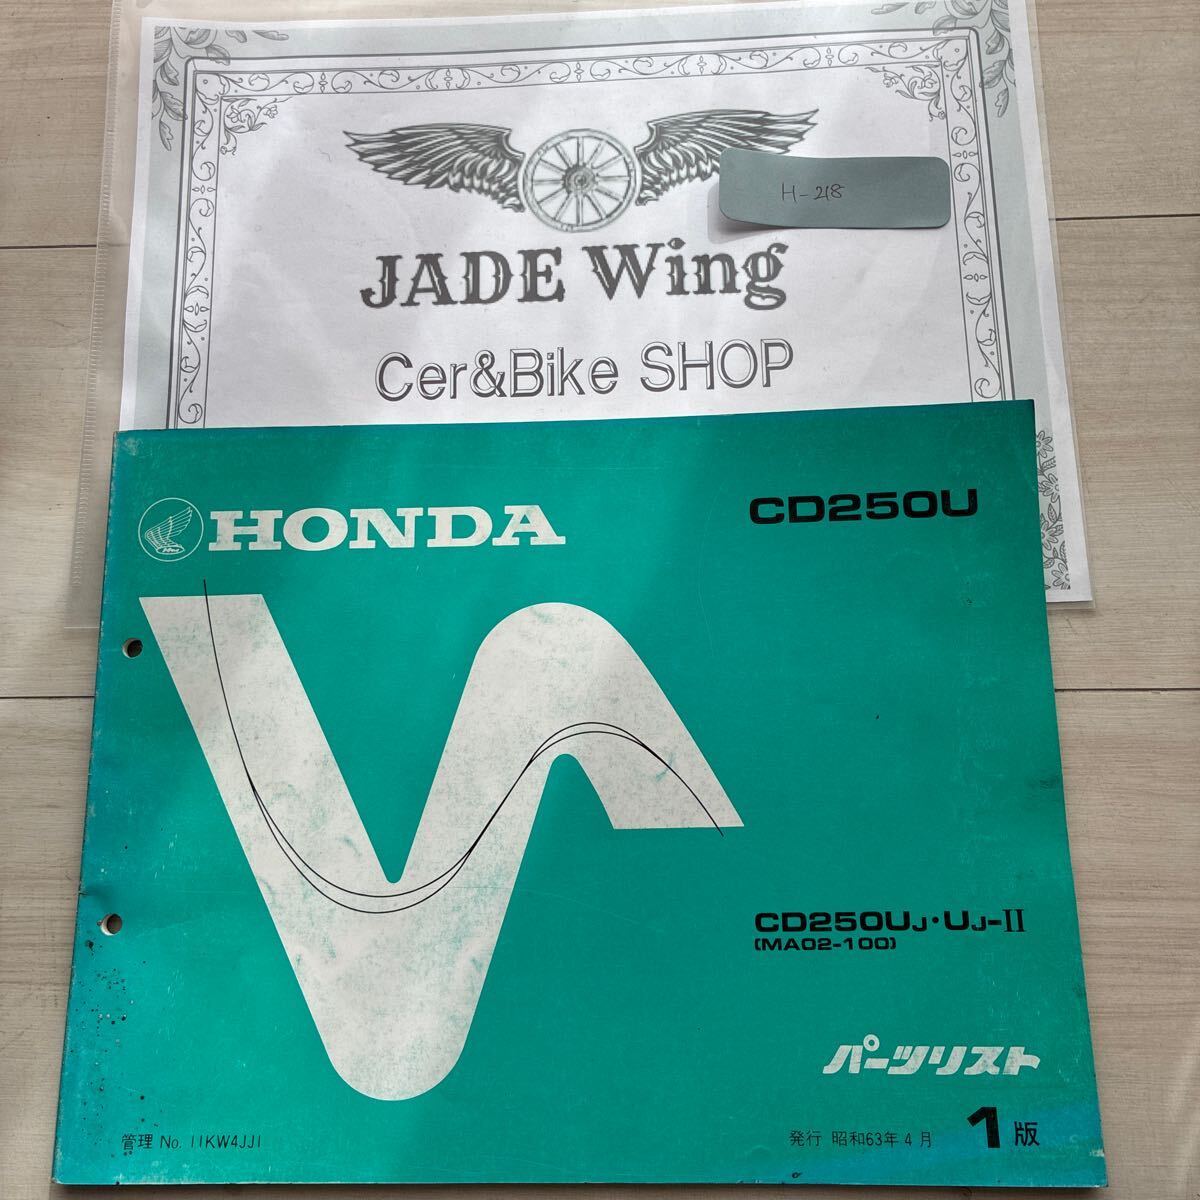 H-218
JADE Wing
Cer&Bike SHOP
HONDA
CD250U
CD250UJ・UJ-II
(MA02-100)
パーツリスト
管理 No. 11KW4JJ1
発行 昭和63年4月 1版